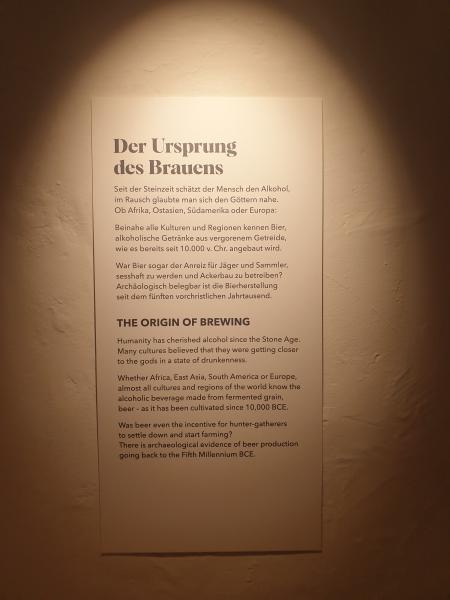 Der Ursprung
des Brauens
Seit der Steinzeit schätzt der Mensch den Alkohol,
im Rausch glaubte man sich den Göttern nahe.
Ob Afrika, Ostasien, Südamerika oder Europa:
Beinahe alle Kulturen und Regionen kennen Bier,
alkoholische Getränke aus vergorenem Getreide,
wie es bereits seit 10.000 v. Chr. angebaut wird.
War Bier sogar der Anreiz für Jäger und Sammler,
sesshaft zu werden und Ackerbau zu betreiben?
Archäologisch belegbar ist die Bierherstellung
seit dem fünften vorchristlichen Jahrtausend.
THE ORIGIN OF BREWING
Humanity has cherished alcohol since the Stone Age.
Many cultures believed that they were getting closer
to the gods in a state of drunkenness.
Whether Africa, East Asia, South America or Europe,
almost all cultures and regions of the world know the
alcoholic beverage made from fermented grain,
beer - as it has been cultivated since 10,000 BCE.
Was beer even the incentive for hunter-gatherers
to settle down and start farming?
There is archaeological evidence of beer production
going back to the Fifth Millennium BCE.